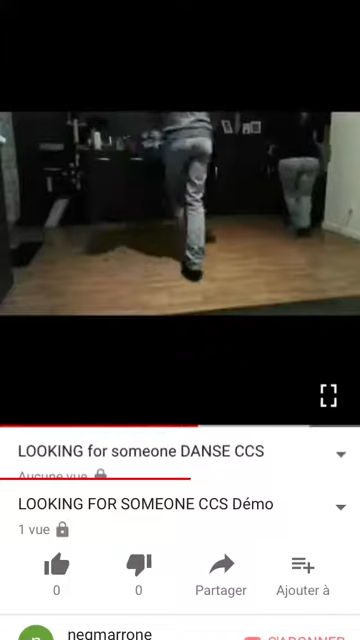 LOOKING for someone DANSE CCS
Aucune vue
LOOKING FOR SOMEONE CCS Démo
1 vue
0
0
Partager
Ajouter à
n
negmarrone
S'ABONNER